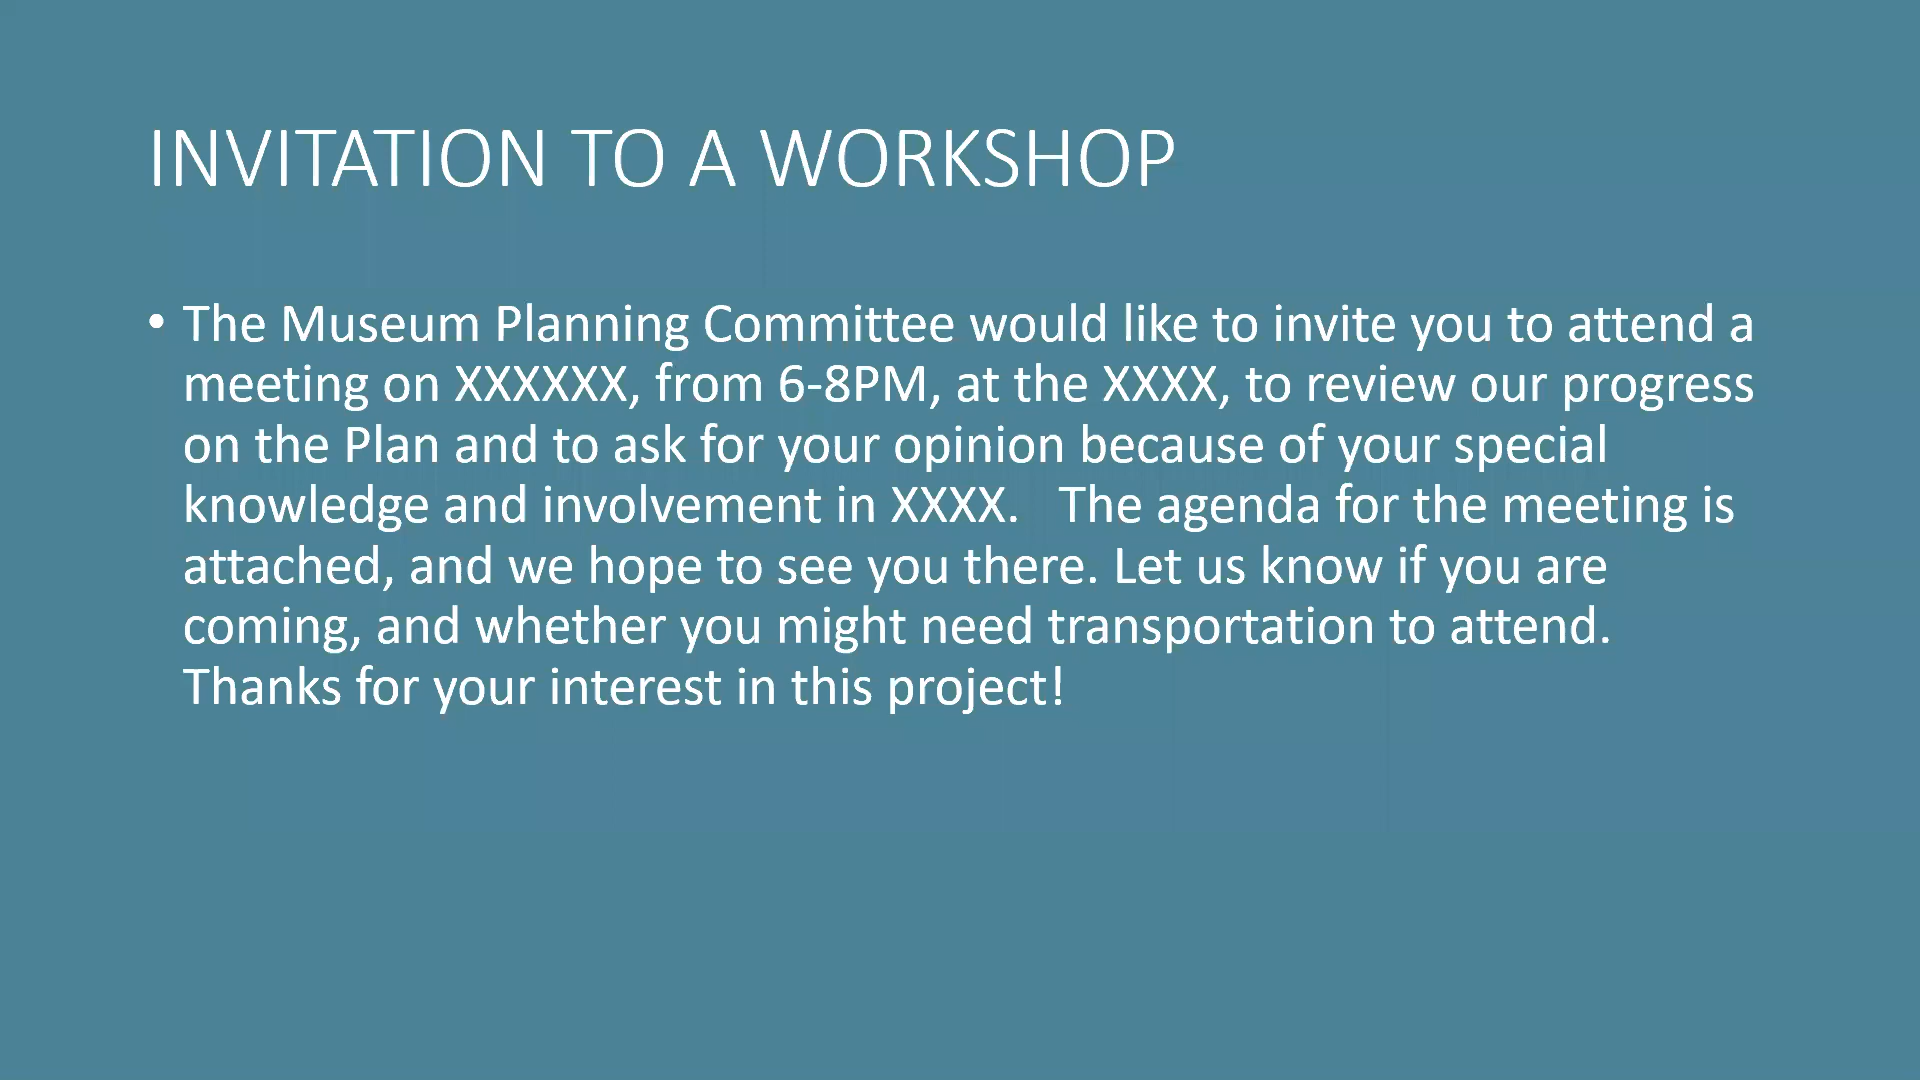 INVITATION TO A WORKSHOP
• The Museum Planning Committee would like to invite you to attend a
meeting on XXXXXX, from 6-8PM, at the XXXX, to review our progress
on the Plan and to ask for your opinion because of your special
knowledge and involvement in XXXX.   The agenda for the meeting is
attached, and we hope to see you there. Let us know if you are
coming, and whether you might need transportation to attend.
Thanks for your interest in this project!